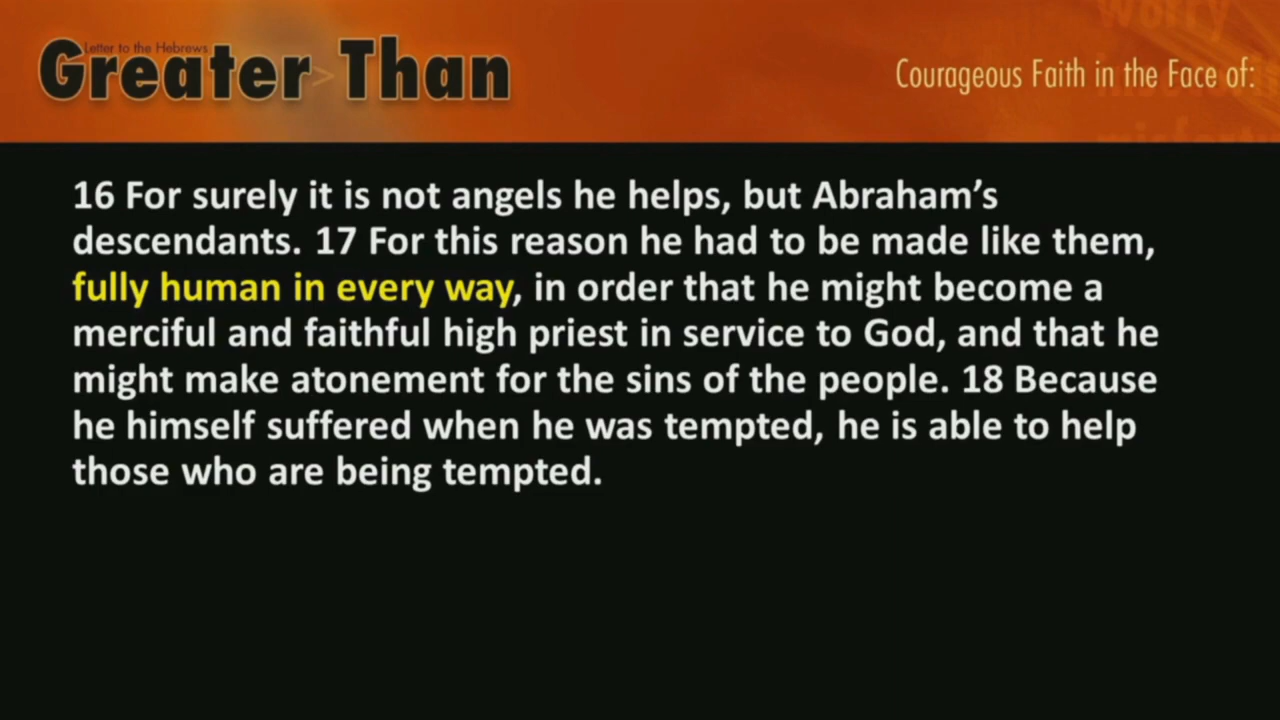 Letter to the Hebrews
Greater > Than
Courageous Faith in the Face of:
worry
misfortu
16 For surely it is not angels he helps, but Abraham’s
descendants. 17 For this reason he had to be made like them,
fully human in every way, in order that he might become a
merciful and faithful high priest in service to God, and that he
might make atonement for the sins of the people. 18 Because
he himself suffered when he was tempted, he is able to help
those who are being tempted.